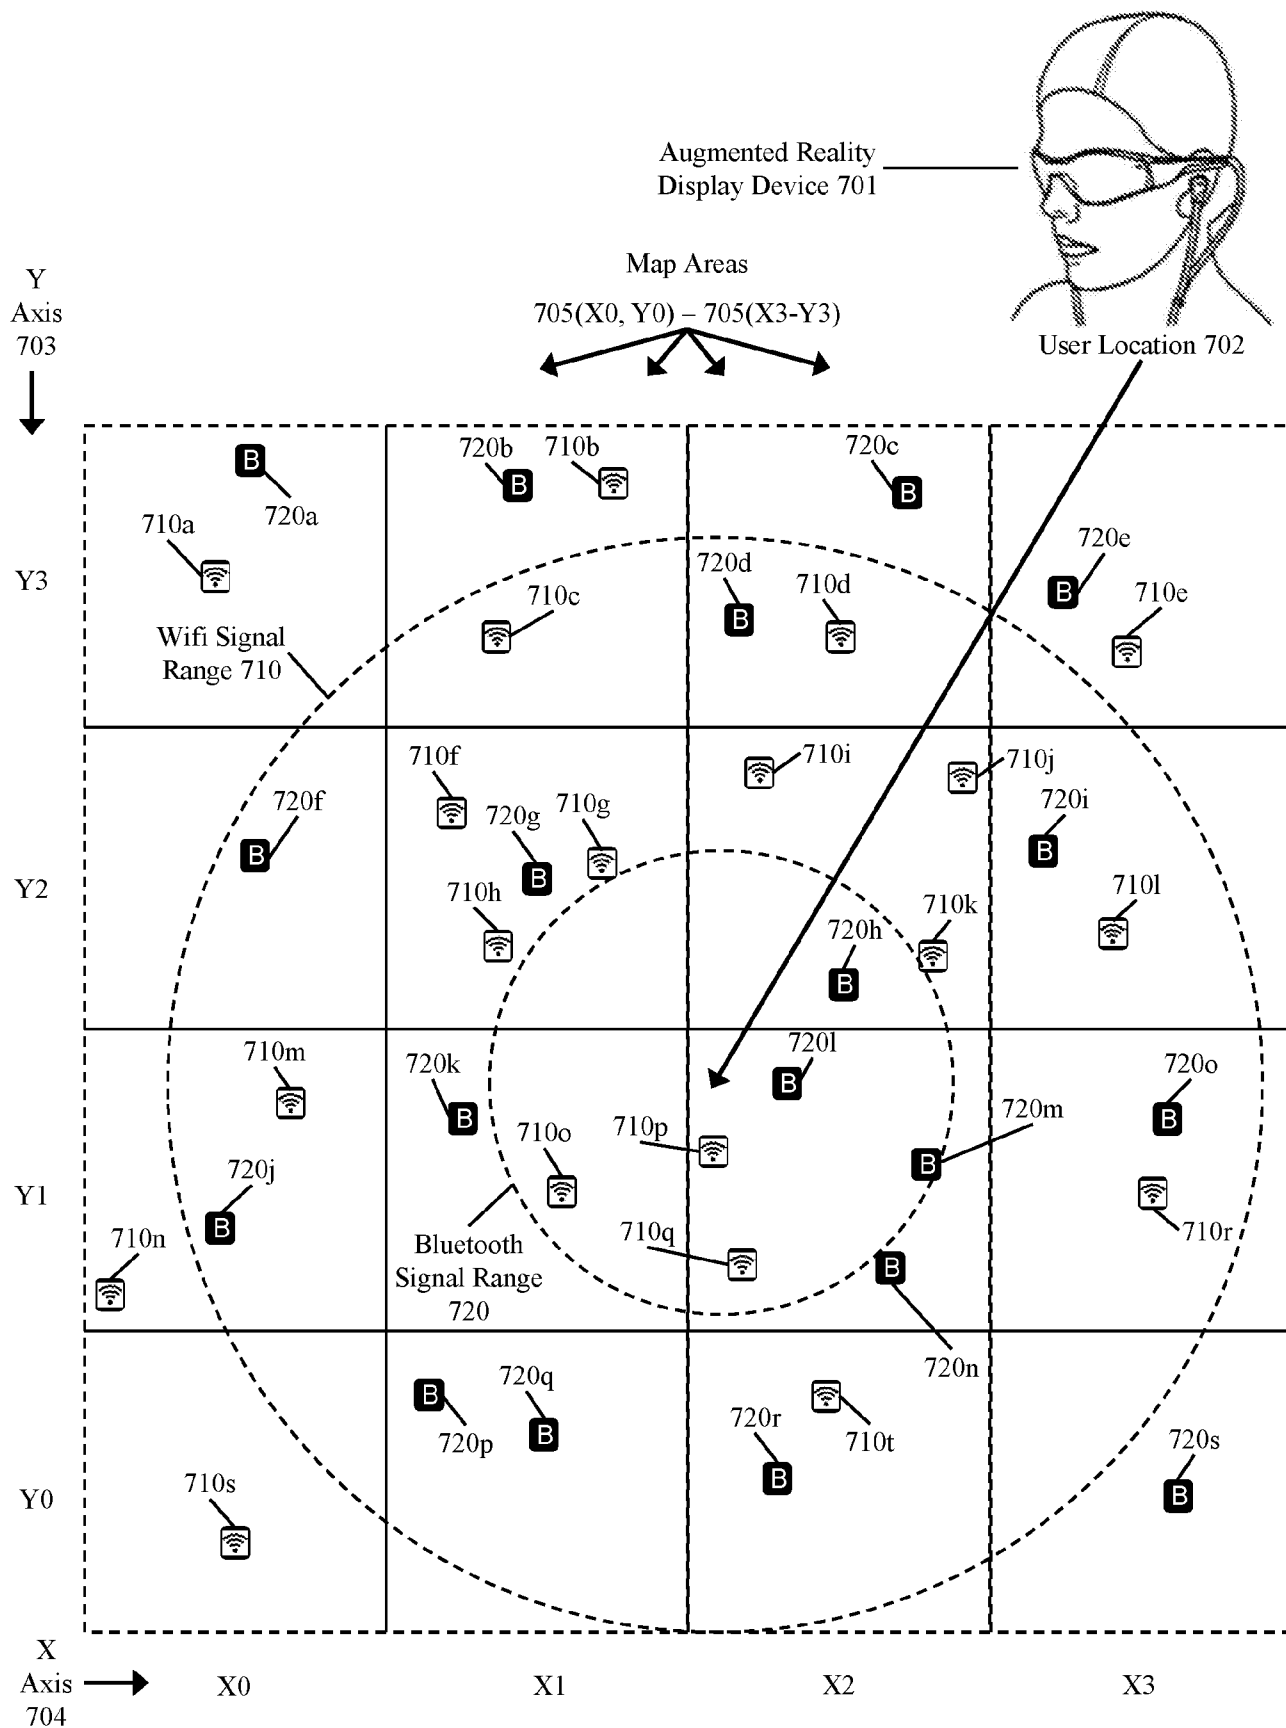 Augmented Reality
Display Device 701
Map Areas
705(X0, Y0) – 705(X3-Y3)
User Location 702
Y
Axis
703
720b
710b
720c
B
B
B
720a
710a
720e
B
Y3
720d
710d
710c
710e
B
Wifi Signal
Range 710
710f
710i
710j
720f
720g
710g
720i
B
B
B
Y2
710h
720h
710k
710l
B
710m
720k
720l
720o
B
B
B
710o
710p
720m
B
Y1
720j
B
710n
710q
710r
Bluetooth
Signal Range
720
B
720n
720q
B
720p
B
720r
710t
720s
B
B
Y0
710s
X
Axis
704
X0
X1
X2
X3